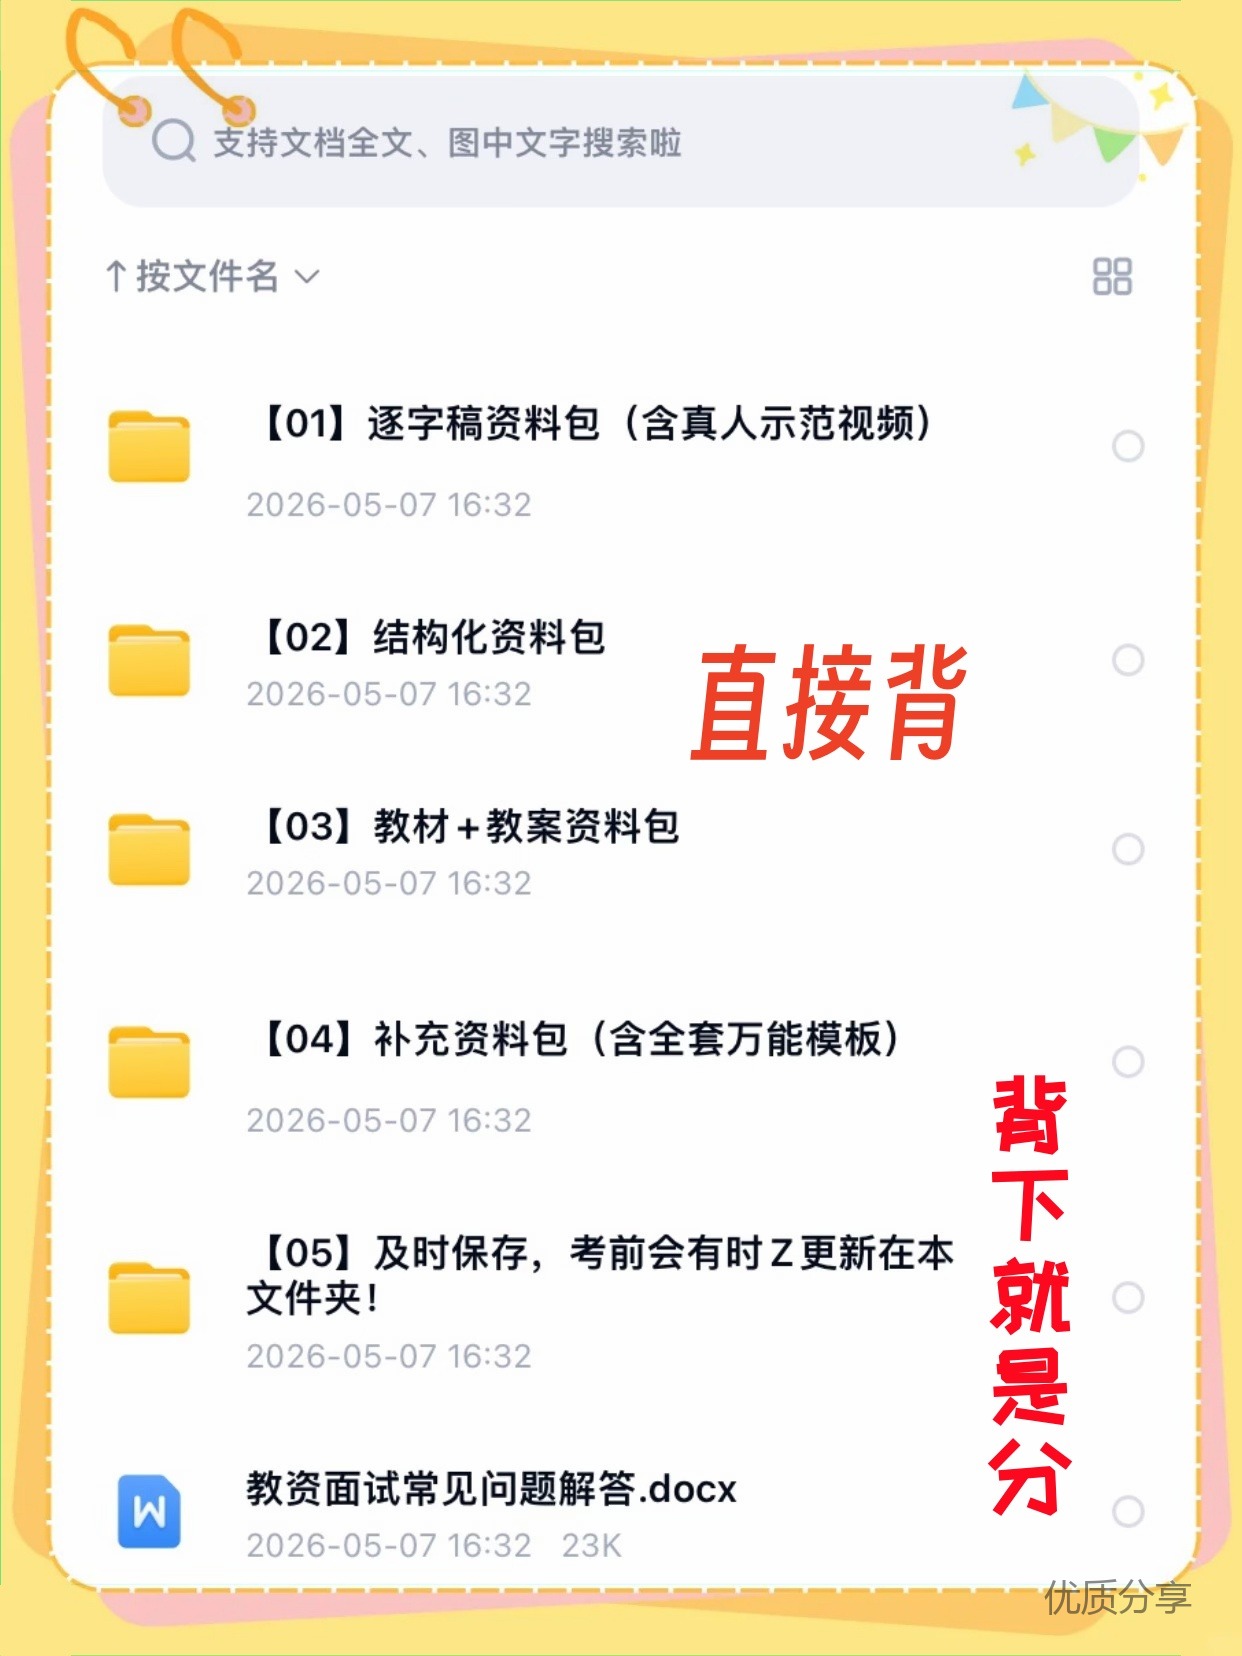 支持文档全文、图中文字搜索啦
↑按文件名
【01】逐字稿资料包（含真人示范视频）
2026-05-07 16:32
【02】结构化资料包
2026-05-07 16:32
直接背
【03】教材+教案资料包
2026-05-07 16:32
【04】补充资料包（含全套万能模板）
2026-05-07 16:32
背下就是分
【05】及时保存，考前会有时Z更新在本
文件夹！
2026-05-07 16:32
教资面试常见问题解答.docx
2026-05-07 16:32 23K
优质分享